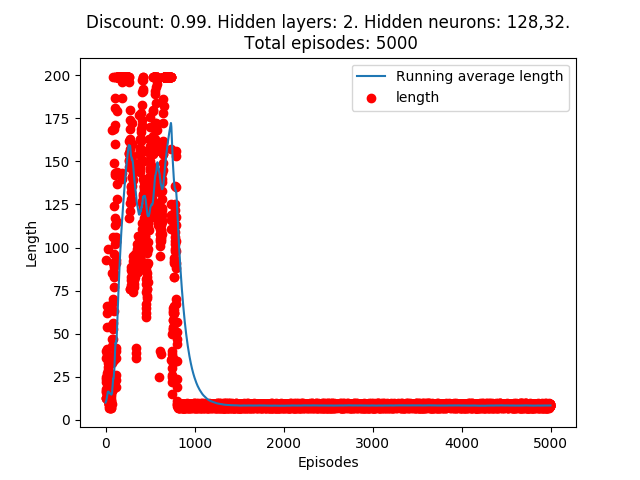 Discount: 0.99. Hidden layers: 2. Hidden neurons: 128,32.
Total episodes: 5000
Running average length
length
200
175
150
125
100
75
50
25
0
Length
0 1000 2000 3000 4000 5000
Episodes